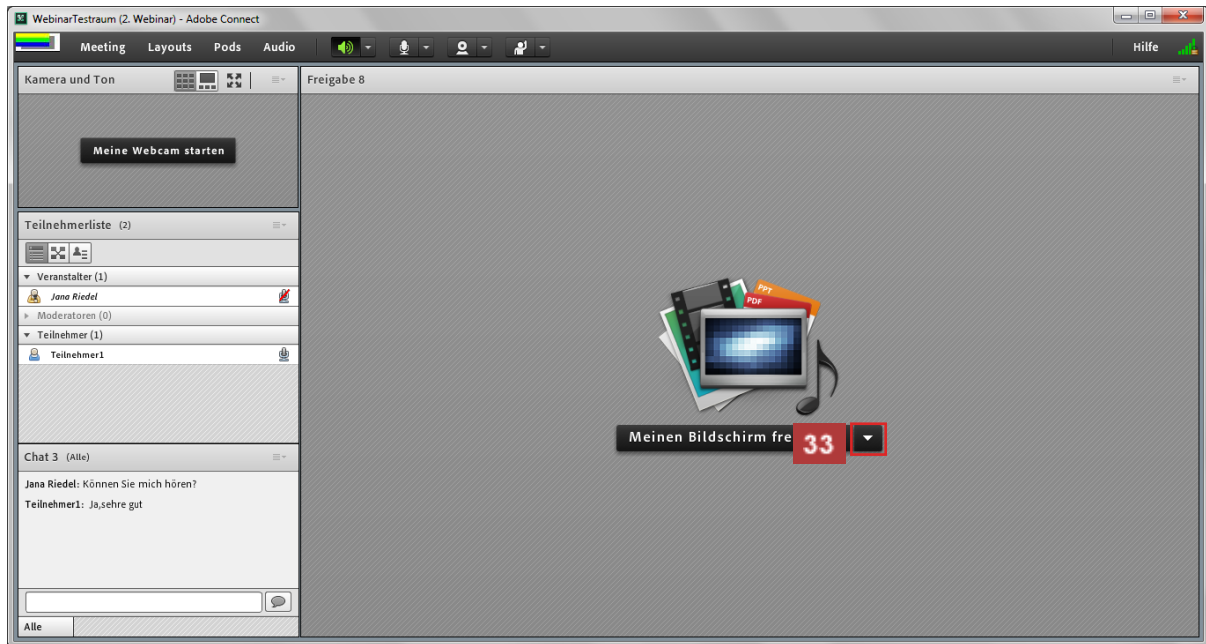 WebinarTestraum (2. Webinar) - Adobe Connect
Meeting Layouts Pods Audio Hilfe
Kamera und Ton
Meine Webcam starten
Teilnehmerliste (2)
Veranstalter (1)
Jana Riedel
Moderatoren (0)
Teilnehmer (1)
Teilnehmer1
Chat 3 (Alle)
Jana Riedel: Können Sie mich hören?
Teilnehmer1: Ja,sehre gut
Alle
Freigabe 8
PPT
PDF
Meinen Bildschirm fre
33